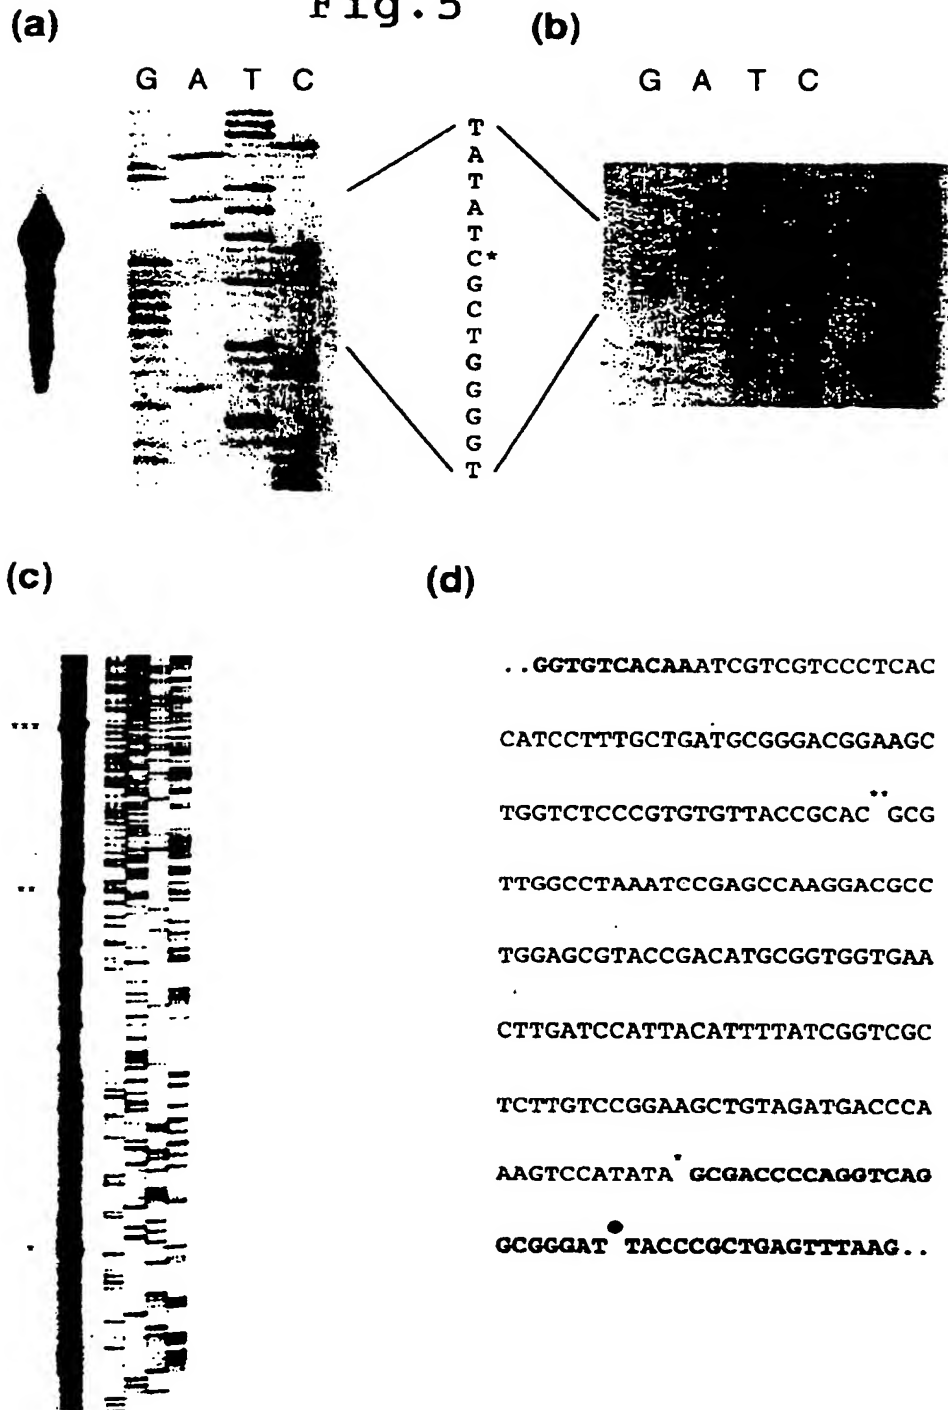 Fig.5
(a)
(b)
G A T C
G A T C
T
A
T
A
T
C*
G
C
T
G
G
G
G
T
(c)
(d)
***
**
*
..GGTGTCACAAATCGTCGTCCCTCAC
CATCCTTTGCTGATGCGGGACGGAAGC
TGGTCTCCCGTGTGTTACCGCAC**GCG
TTGGCCTAAATCCGAGCCAAGGACGCC
TGGAGCGTACCGACATGCGGTGGTGAA
CTTGATCCATTACATTTTATCGGTCGC
TCTTGTCCGGAAGCTGTAGATGACCCA
AAGTCCATATA*GCGACCCCAGGTCAG
GCGGGAT●TACCCGCTGAGTTTAAG..